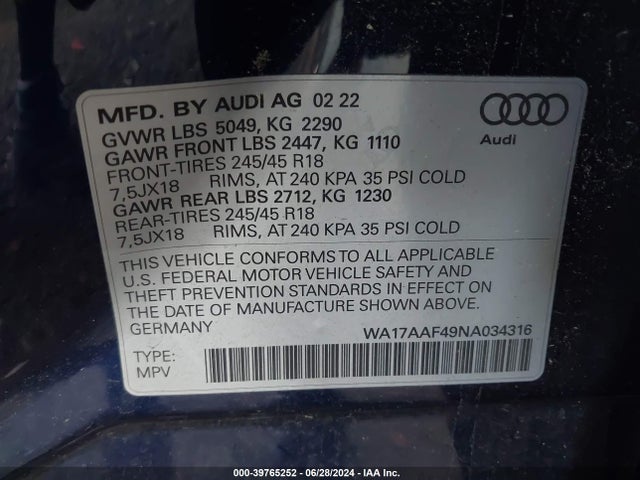 MFD. BY AUDI AG 02 22
GVWR LBS 5049, KG 2290
GAWR FRONT LBS 2447, KG 1110
FRONT-TIRES 245/45 R18
7,5JX18 RIMS, AT 240 KPA 35 PSI COLD
GAWR REAR LBS 2712, KG 1230
REAR-TIRES 245/45 R18
7,5JX18 RIMS, AT 240 KPA 35 PSI COLD
THIS VEHICLE CONFORMS TO ALL APPLICABLE
U.S. FEDERAL MOTOR VEHICLE SAFETY AND
THEFT PREVENTION STANDARDS IN EFFECT ON
THE DATE OF MANUFACTURE SHOWN ABOVE.
GERMANY WA17AAF49NA034316
TYPE:
MPV
Audi
000-39765252 | 06/28/2024 | IAA Inc.